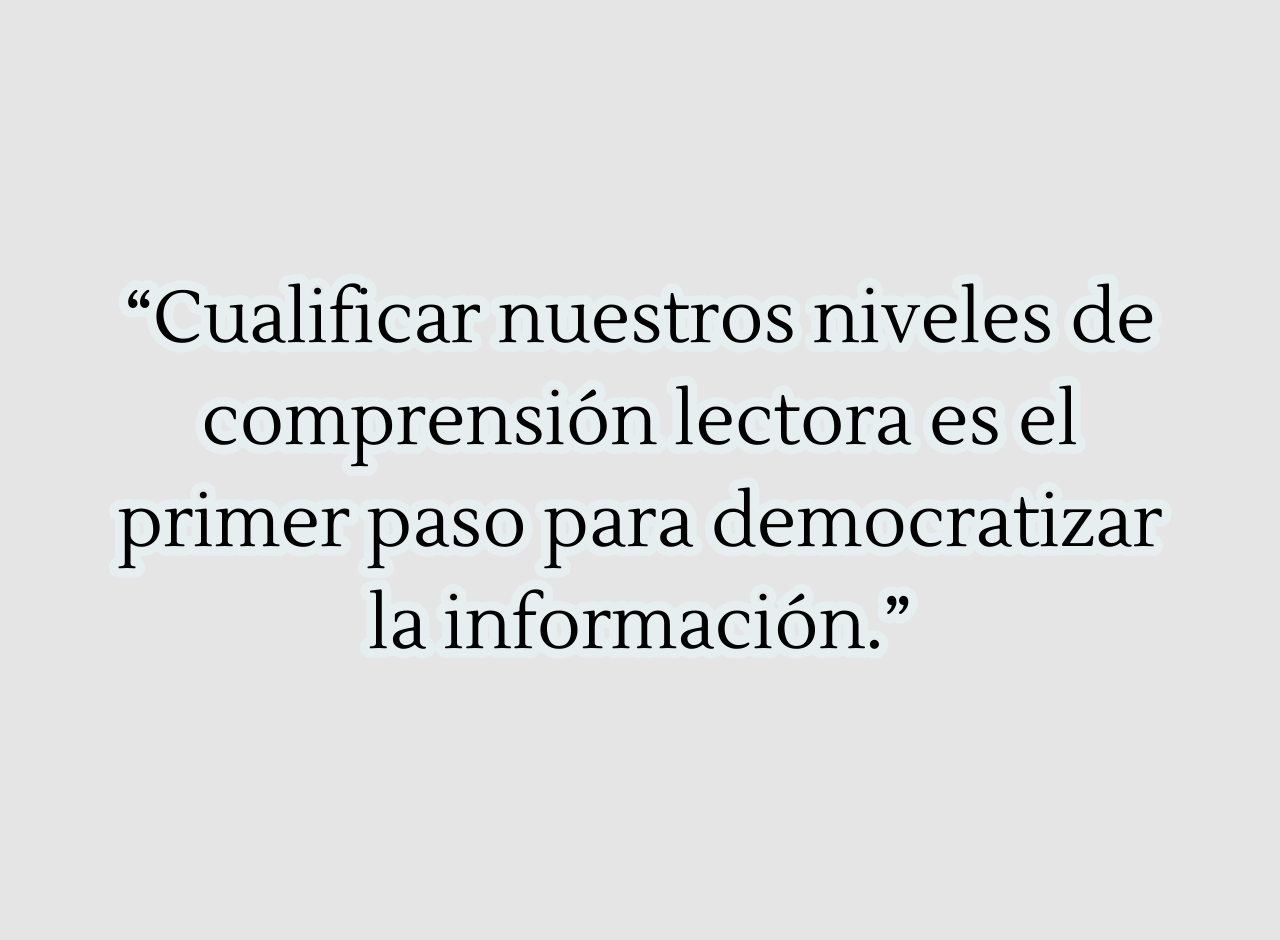 “Cualificar nuestros niveles de
comprensión lectora es el
primer paso para democratizar
la información.”